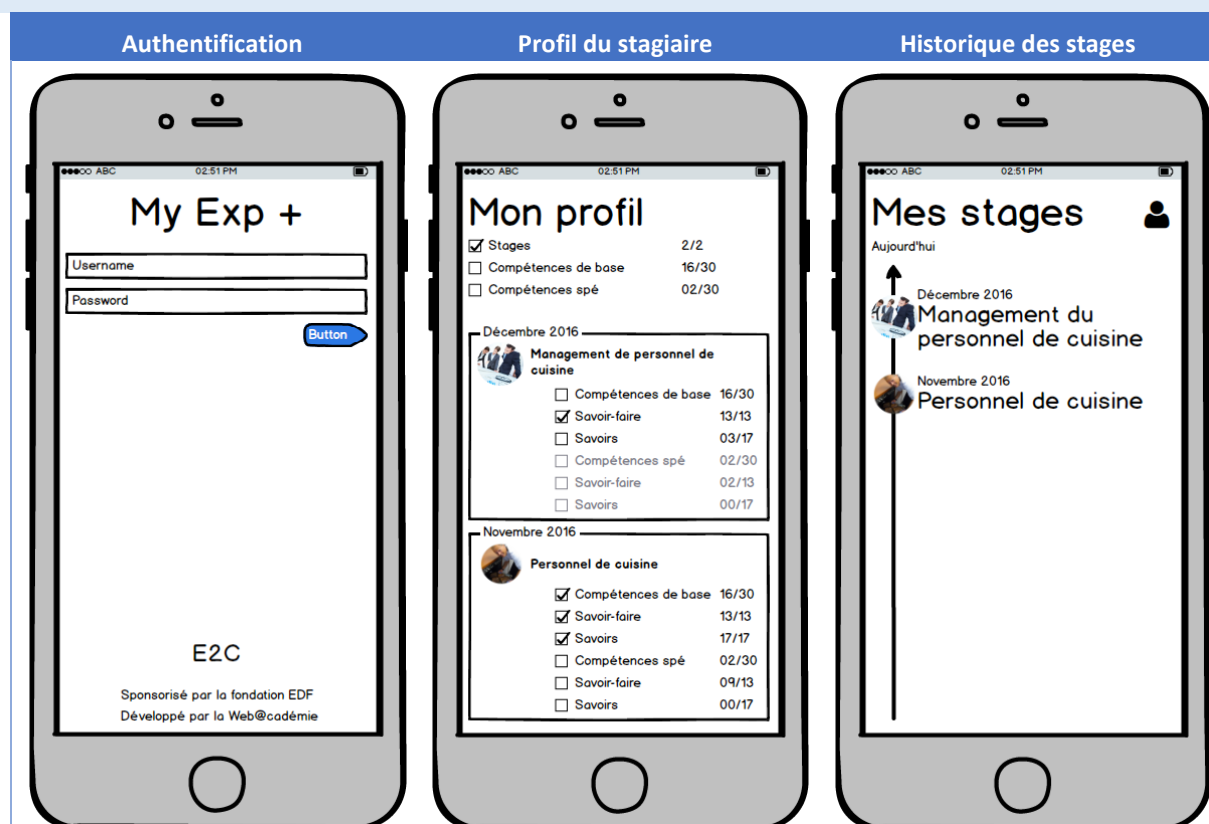 Authentification
Profil du stagiaire
Historique des stages
ABC 02:51 PM
My Exp +
Username
Password
Button
E2C
Sponsorisé par la fondation EDF
Développé par la Web@cadémie
ABC 02:51 PM
Mon profil
Stages 2/2
Compétences de base 16/30
Compétences spé 02/30
Décembre 2016
Management de personnel de
cuisine
Compétences de base 16/30
Savoir-faire 13/13
Savoirs 03/17
Compétences spé 02/30
Savoir-faire 02/13
Savoirs 00/17
Novembre 2016
Personnel de cuisine
Compétences de base 16/30
Savoir-faire 13/13
Savoirs 17/17
Compétences spé 02/30
Savoir-faire 09/13
Savoirs 00/17
ABC 02:51 PM
Mes stages
Aujourd'hui
Décembre 2016
Management du
personnel de cuisine
Novembre 2016
Personnel de cuisine